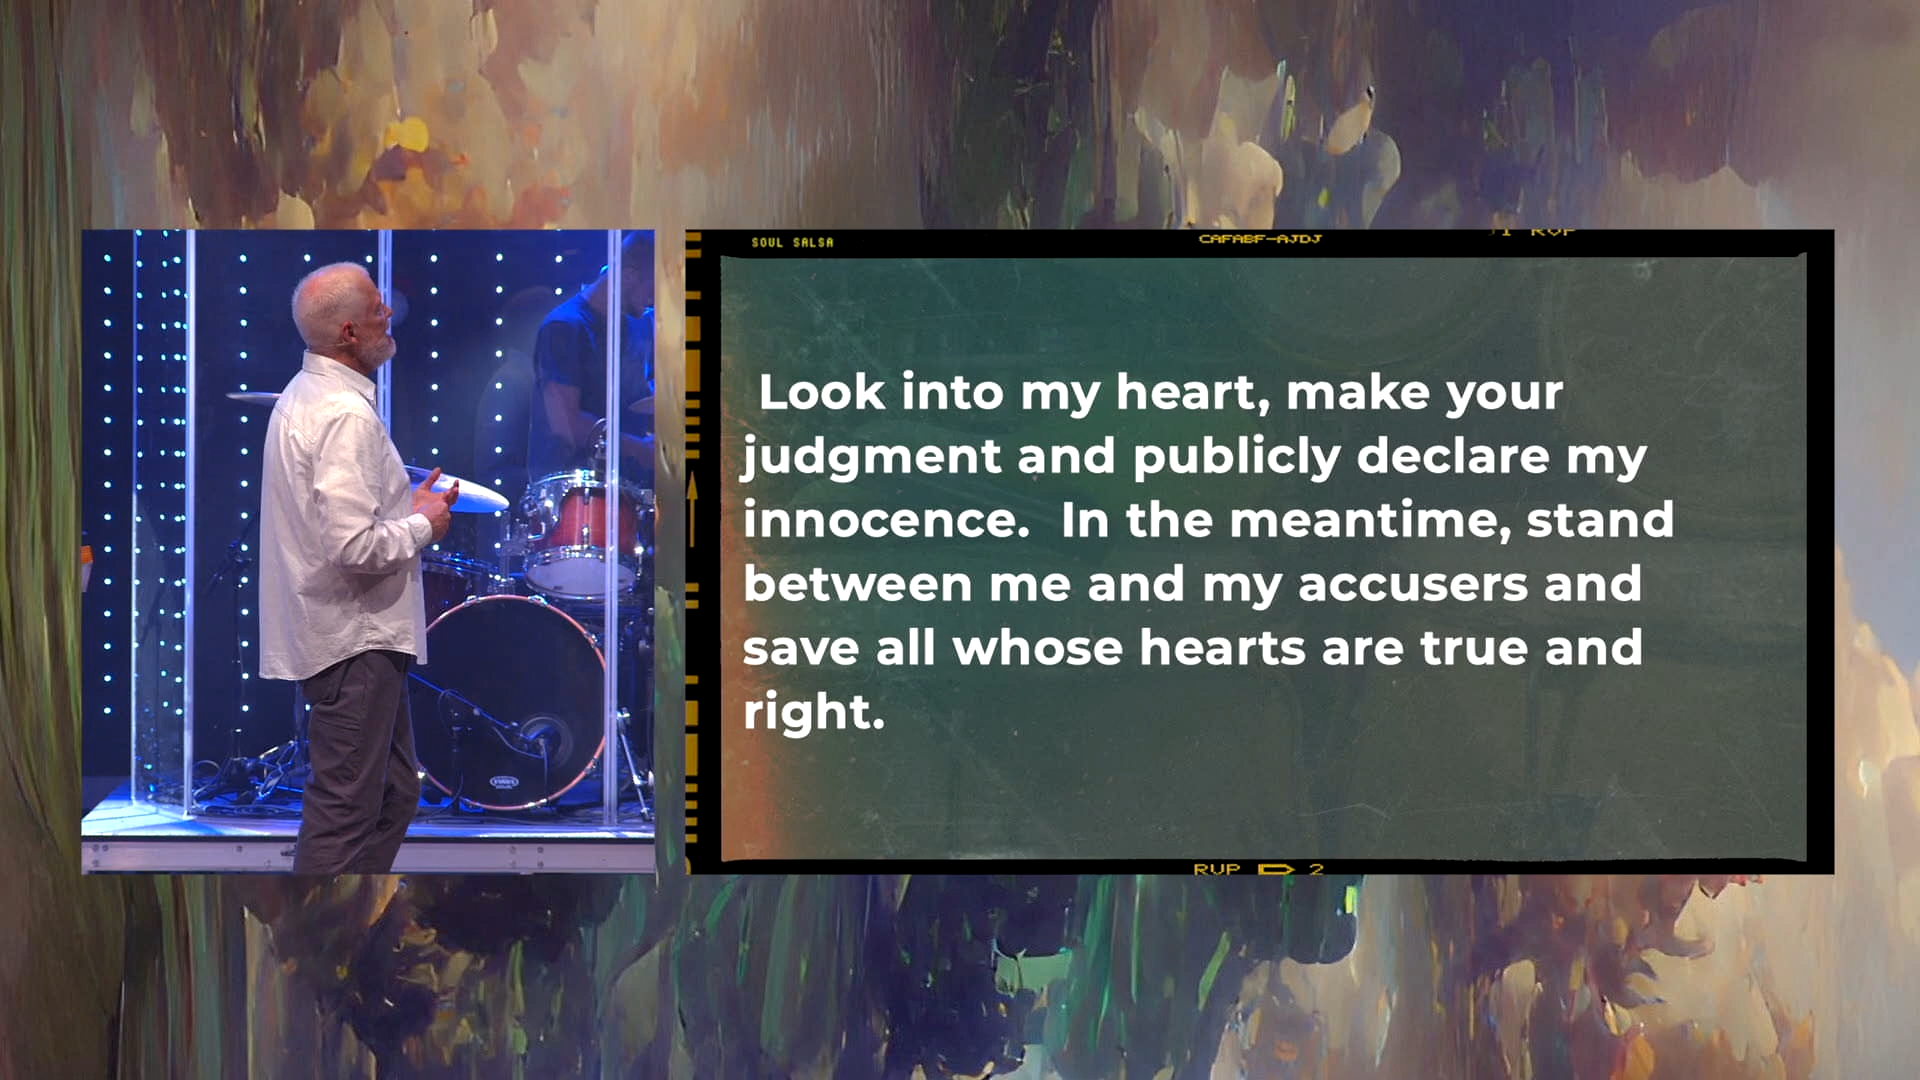 SOUL SALSA
CAFABF-AJDJ
Look into my heart, make your
judgment and publicly declare my
innocence.  In the meantime, stand
between me and my accusers and
save all whose hearts are true and
right.
RVP 2